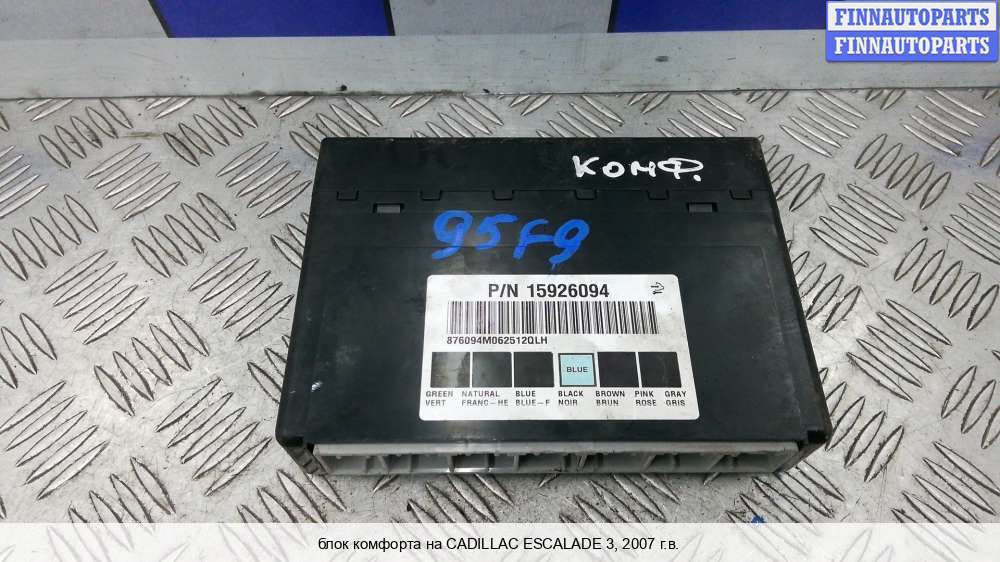 FINNAUTOPARTS
FINNAUTOPARTS
КОМФ.
95F9
P/N 15926094
876094M062512QLH
BLUE
GREEN NATURAL BLUE BLACK BROWN PINK GRAY
VERT FRANC-HE BLUE-F NOIR BRUN ROSE GRIS
блок комфорта на CADILLAC ESCALADE 3, 2007 г.в.